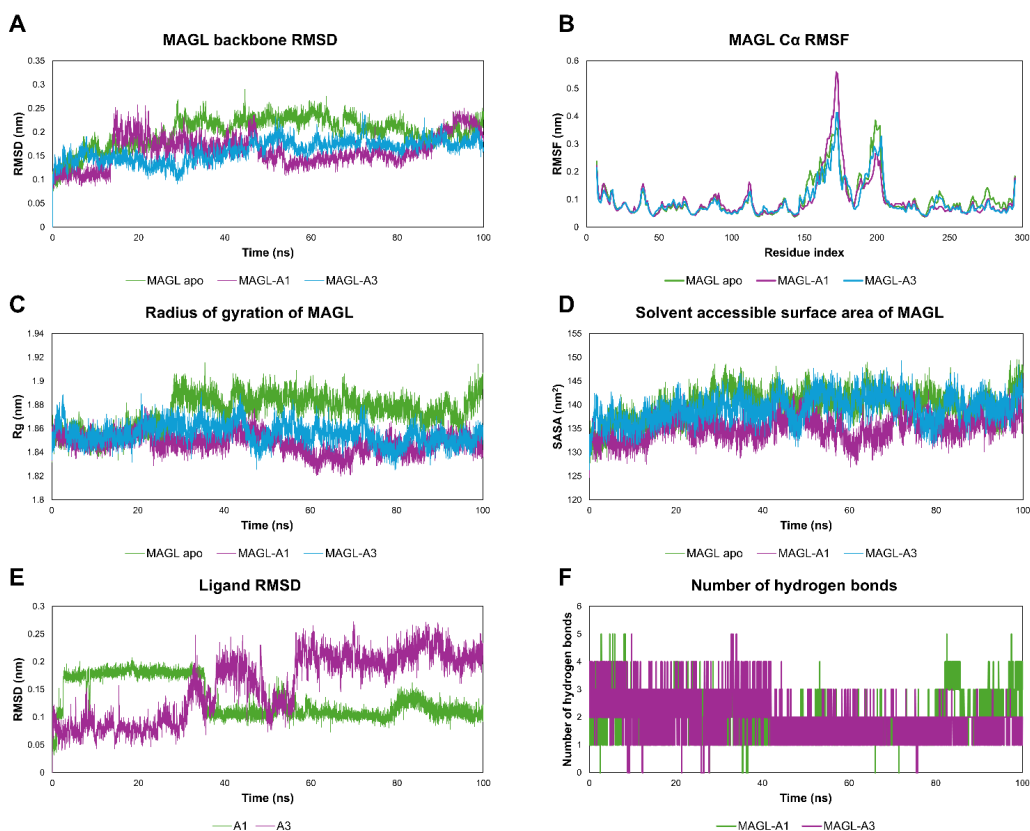 A
MAGL backbone RMSD
RMSD (nm)
0.35
0.3
0.25
0.2
0.15
0.1
0.05
0
0 20 40 60 80 100
Time (ns)
MAGL apo MAGL-A1 MAGL-A3
B
MAGL Cα RMSF
RMSF (nm)
0.6
0.5
0.4
0.3
0.2
0.1
0
0 50 100 150 200 250 300
Residue index
MAGL apo MAGL-A1 MAGL-A3
C
Radius of gyration of MAGL
Rg (nm)
1.94
1.92
1.9
1.88
1.86
1.84
1.82
1.8
0 20 40 60 80 100
Time (ns)
MAGL apo MAGL-A1 MAGL-A3
D
Solvent accessible surface area of MAGL
SASA (nm²)
155
150
145
140
135
130
125
120
0 20 40 60 80 100
Time (ns)
MAGL apo MAGL-A1 MAGL-A3
E
Ligand RMSD
RMSD (nm)
0.3
0.25
0.2
0.15
0.1
0.05
0
0 20 40 60 80 100
Time (ns)
A1 A3
F
Number of hydrogen bonds
Number of hydrogen bonds
6
5
4
3
2
1
0
0 20 40 60 80 100
Time (ns)
MAGL-A1 MAGL-A3